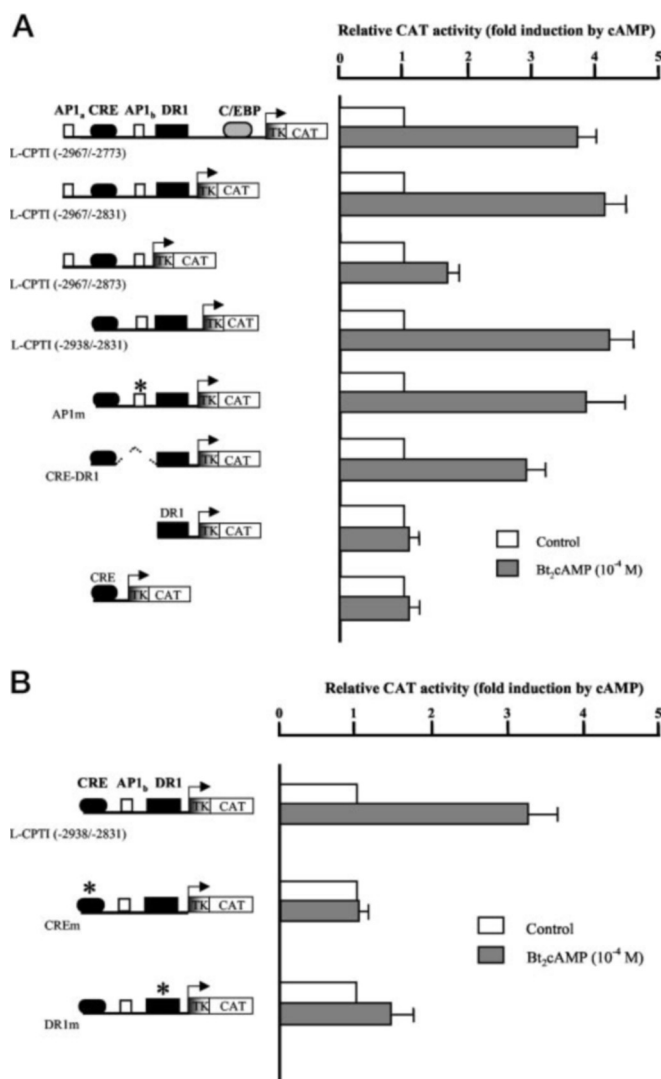 A
Relative CAT activity (fold induction by cAMP)
0 1 2 3 4 5
AP1a CRE AP1b DR1 C/EBP
TK CAT
L-CPTI (-2967/-2773)
TK CAT
L-CPTI (-2967/-2831)
TK CAT
L-CPTI (-2967/-2873)
TK CAT
L-CPTI (-2938/-2831)
*
TK CAT
AP1m
TK CAT
CRE-DR1
DR1
TK CAT
Control
CRE
Bt2cAMP (10-4 M)
TK CAT
B
Relative CAT activity (fold induction by cAMP)
0 1 2 3 4 5
CRE AP1b DR1
TK CAT
L-CPTI (-2938/-2831)
*
TK CAT
CREm
Control
Bt2cAMP (10-4 M)
*
TK CAT
DR1m